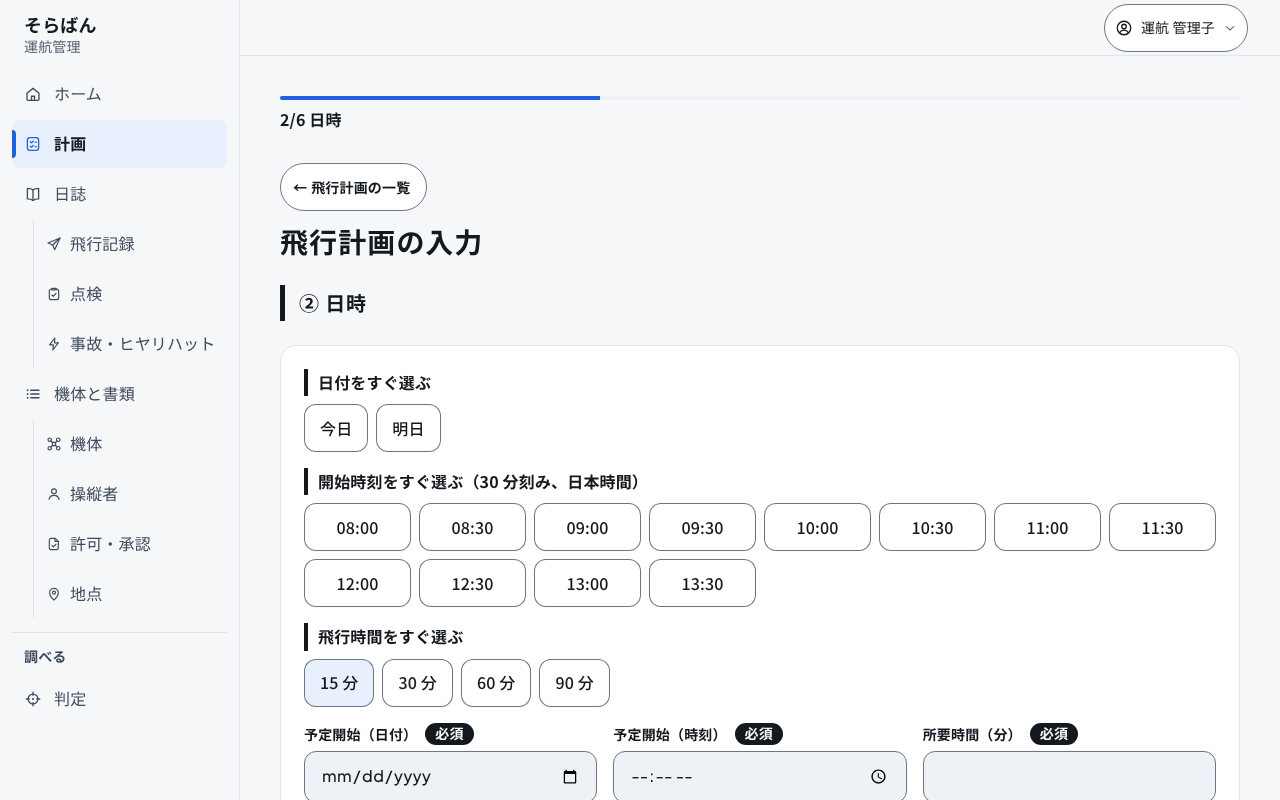 そらばん
運航管理
運航 管理子
ホーム
計画
日誌
飛行記録
点検
事故・ヒヤリハット
機体と書類
機体
操縦者
許可・承認
地点
調べる
判定
2/6 日時
← 飛行計画の一覧
飛行計画の入力
② 日時
日付をすぐ選ぶ
今日 明日
開始時刻をすぐ選ぶ（30 分刻み、日本時間）
08:00 08:30 09:00 09:30 10:00 10:30 11:00 11:30
12:00 12:30 13:00 13:30
飛行時間をすぐ選ぶ
15 分 30 分 60 分 90 分
予定開始（日付） 必須 予定開始（時刻） 必須 所要時間（分） 必須
mm/dd/yyyy --:-- --